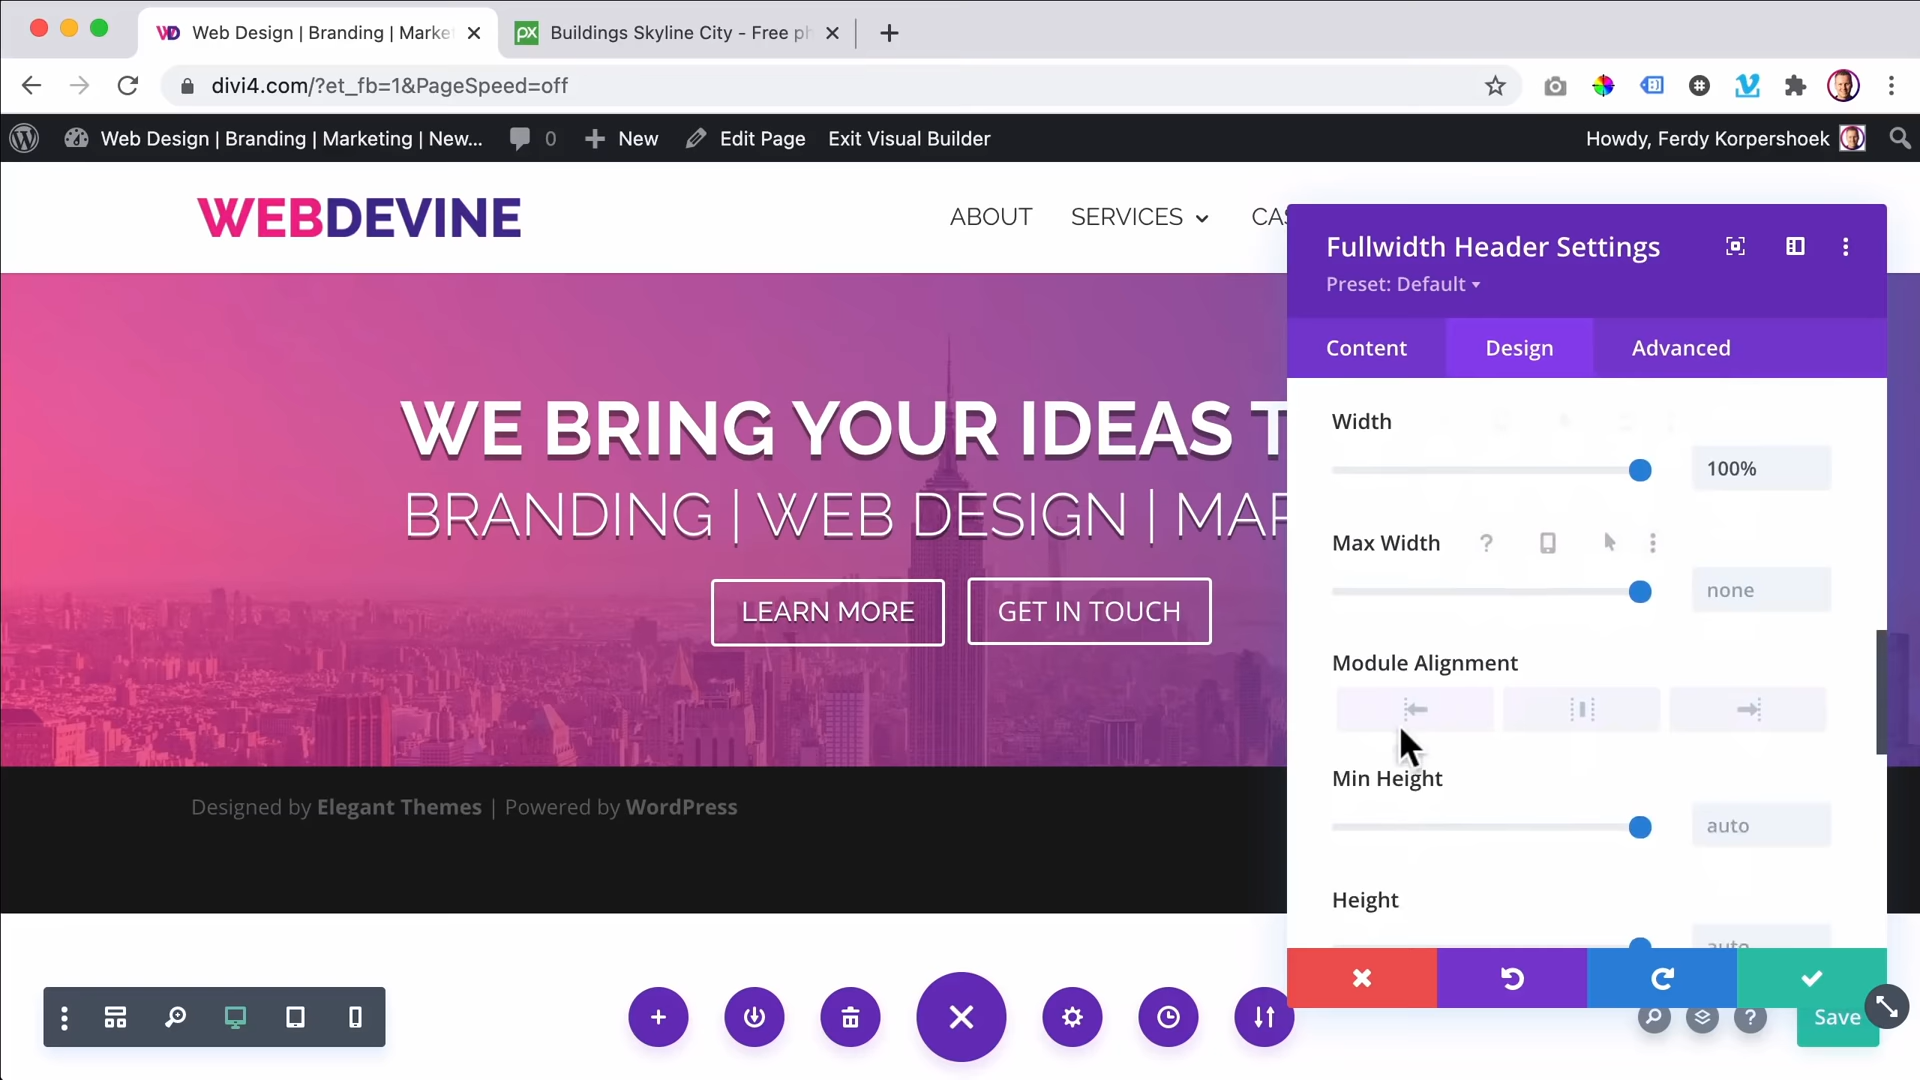 Web Design | Branding | Marke
Buildings Skyline City - Free ph
divi4.com/?et_fb=1&PageSpeed=off
Web Design | Branding | Marketing | New...
0
New
Edit Page
Exit Visual Builder
Howdy, Ferdy Korpershoek
WEBDEVINE
ABOUT
SERVICES
CAS
Fullwidth Header Settings
Preset: Default
Content
Design
Advanced
WE BRING YOUR IDEAS T
BRANDING | WEB DESIGN | MAR
LEARN MORE
GET IN TOUCH
Width
100%
Max Width
none
Module Alignment
Min Height
auto
Height
auto
Designed by Elegant Themes | Powered by WordPress
Save